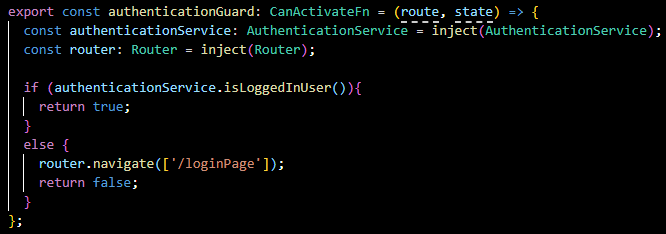 export const authenticationGuard: CanActivateFn = (route, state) => {
  const authenticationService: AuthenticationService = inject(AuthenticationService);
  const router: Router = inject(Router);

  if (authenticationService.isLoggedInUser()){
    return true;
  }
  else {
    router.navigate(['/loginPage']);
    return false;
  }
};